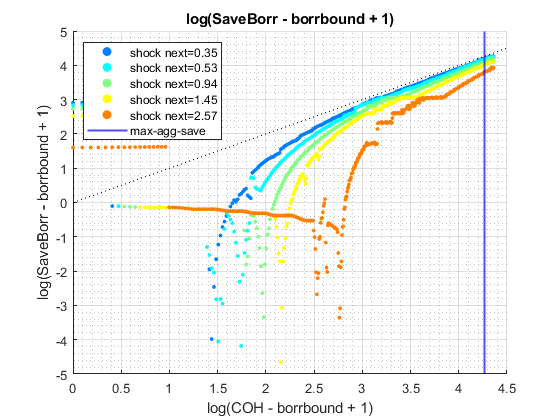 log(SaveBorr - borrbound + 1)
5
4
3
2
1
0
-1
-2
-3
-4
-5
log(SaveBorr - borrbound + 1)
shock next=0.35
shock next=0.53
shock next=0.94
shock next=1.45
shock next=2.57
max-agg-save
0 0.5 1 1.5 2 2.5 3 3.5 4 4.5
log(COH - borrbound + 1)